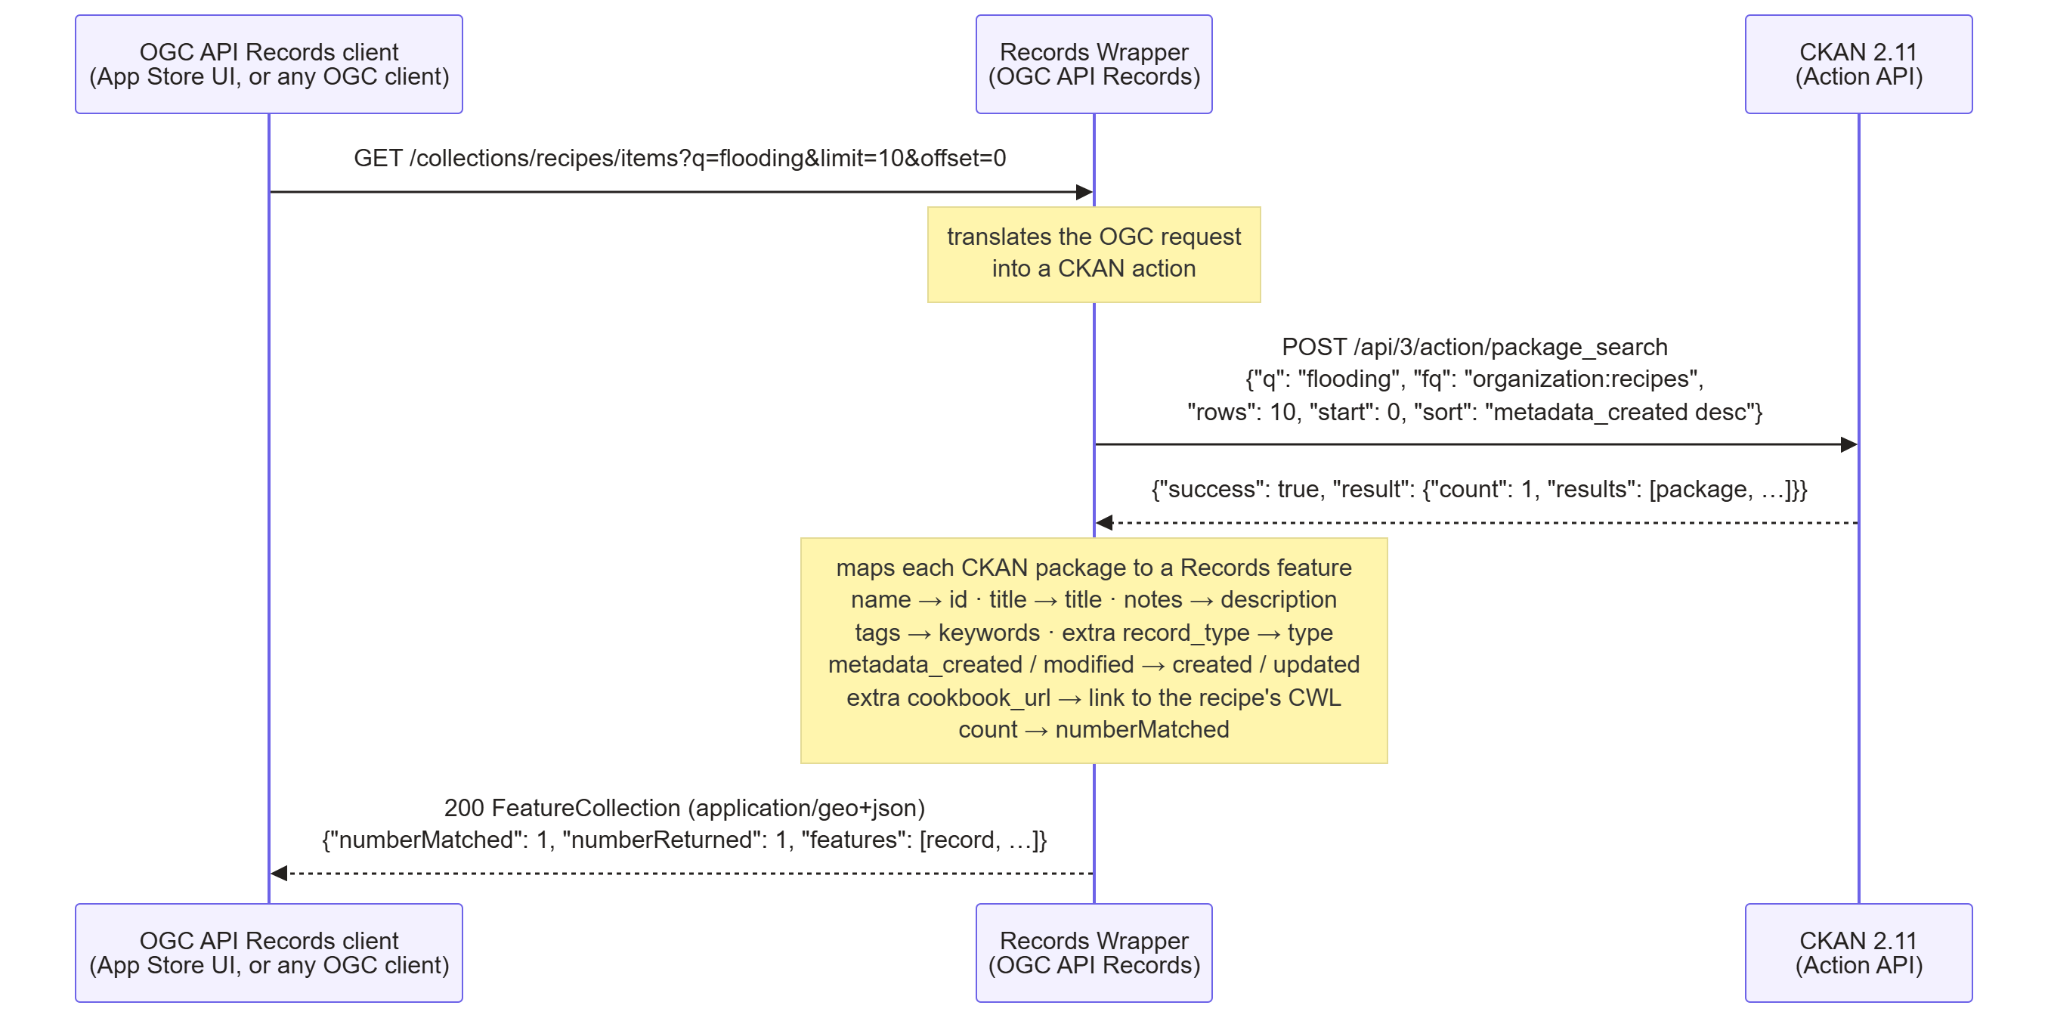 OGC API Records client
(App Store UI, or any OGC client)
Records Wrapper
(OGC API Records)
CKAN 2.11
(Action API)
GET /collections/recipes/items?q=flooding&limit=10&offset=0
translates the OGC request
into a CKAN action
POST /api/3/action/package_search
{"q": "flooding", "fq": "organization:recipes",
"rows": 10, "start": 0, "sort": "metadata_created desc"}
{"success": true, "result": {"count": 1, "results": [package, …]}}
maps each CKAN package to a Records feature
name → id · title → title · notes → description
tags → keywords · extra record_type → type
metadata_created / modified → created / updated
extra cookbook_url → link to the recipe's CWL
count → numberMatched
200 FeatureCollection (application/geo+json)
{"numberMatched": 1, "numberReturned": 1, "features": [record, …]}
OGC API Records client
(App Store UI, or any OGC client)
Records Wrapper
(OGC API Records)
CKAN 2.11
(Action API)